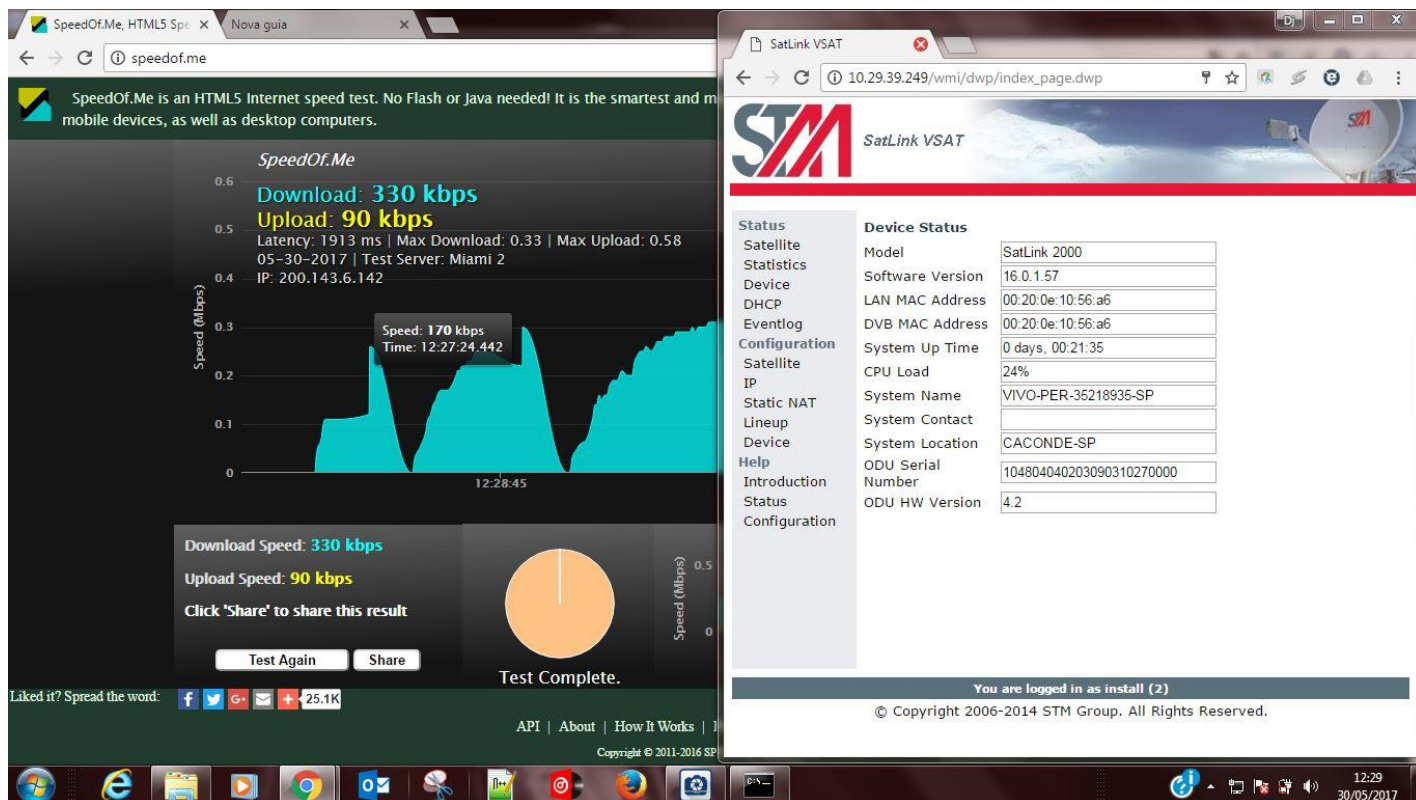 SpeedOf.Me, HTML5 Spe
Nova guia
speedof.me
SpeedOf.Me is an HTML5 Internet speed test. No Flash or Java needed! It is the smartest and m
mobile devices, as well as desktop computers.
SpeedOf.Me
Download: 330 kbps
Upload: 90 kbps
Latency: 1913 ms | Max Download: 0.33 | Max Upload: 0.58
05-30-2017 | Test Server: Miami 2
IP: 200.143.6.142
Speed (Mbps)
0.6
0.5
0.4
0.3
0.2
0.1
0
Speed: 170 kbps
Time: 12:27:24.442
12:28:45
Download Speed: 330 kbps
Upload Speed: 90 kbps
Click 'Share' to share this result
Test Again
Share
Test Complete.
Speed (Mbps)
0.5
0
Liked it? Spread the word:
25.1K
API | About | How It Works |
Copyright © 2011-2016 SP
Dj
SatLink VSAT
10.29.39.249/wmi/dwp/index_page.dwp
STM
SatLink VSAT
STM
Status
Satellite
Statistics
Device
DHCP
Eventlog
Configuration
Satellite
IP
Static NAT
Lineup
Device
Help
Introduction
Status
Configuration
Device Status
Model SatLink 2000
Software Version 16.0.1.57
LAN MAC Address 00:20:0e:10:56:a6
DVB MAC Address 00:20:0e:10:56:a6
System Up Time 0 days, 00:21:35
CPU Load 24%
System Name VIVO-PER-35218935-SP
System Contact
System Location CACONDE-SP
ODU Serial
Number 104804040203090310270000
ODU HW Version 4.2
You are logged in as install (2)
© Copyright 2006-2014 STM Group. All Rights Reserved.
12:29
30/05/2017